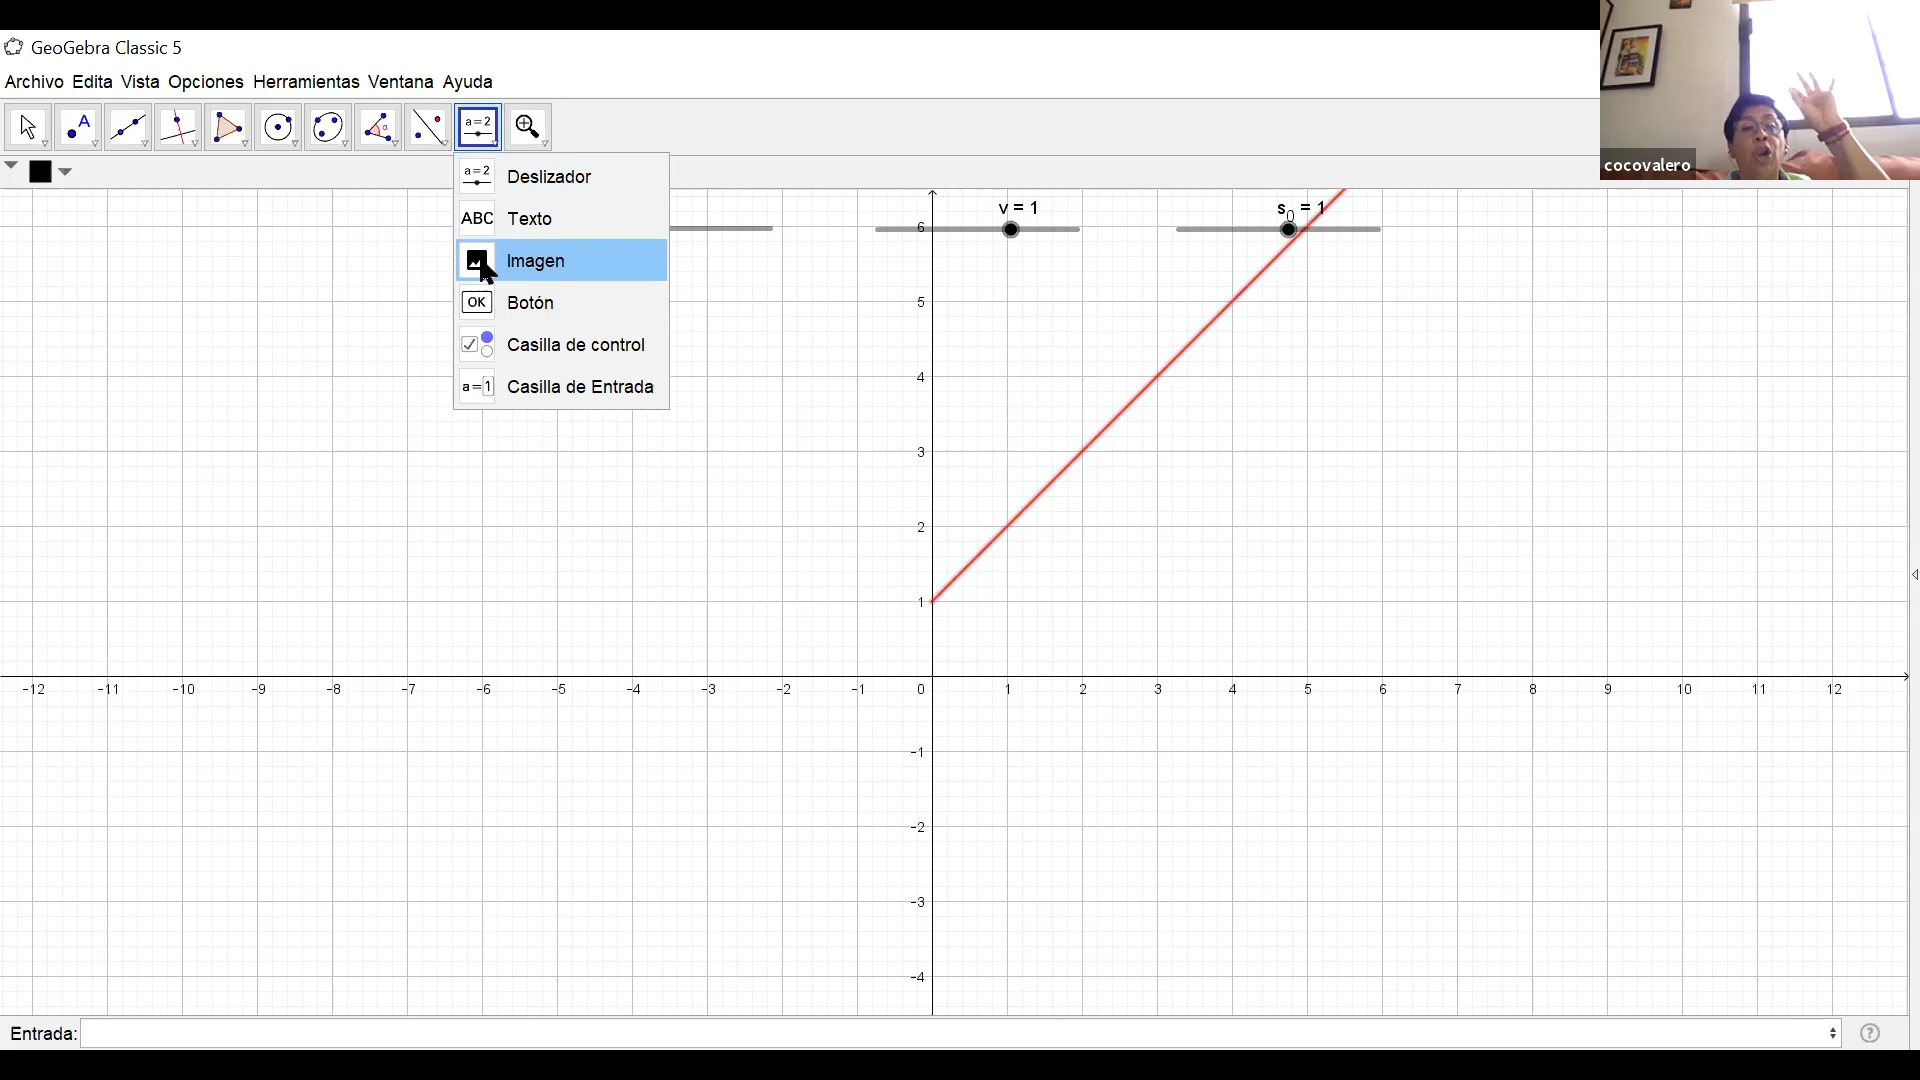 GeoGebra Classic 5
Archivo Edita Vista Opciones Herramientas Ventana Ayuda
A
α
a=2
cocovalero
a=2 Deslizador
ABC Texto
Imagen
OK Botón
Casilla de control
a=1 Casilla de Entrada
v = 1
s0 = 1
6
5
4
3
2
1
-12 -11 -10 -9 -8 -7 -6 -5 -4 -3 -2 -1 0 1 2 3 4 5 6 7 8 9 10 11 12
-1
-2
-3
-4
Entrada:
?